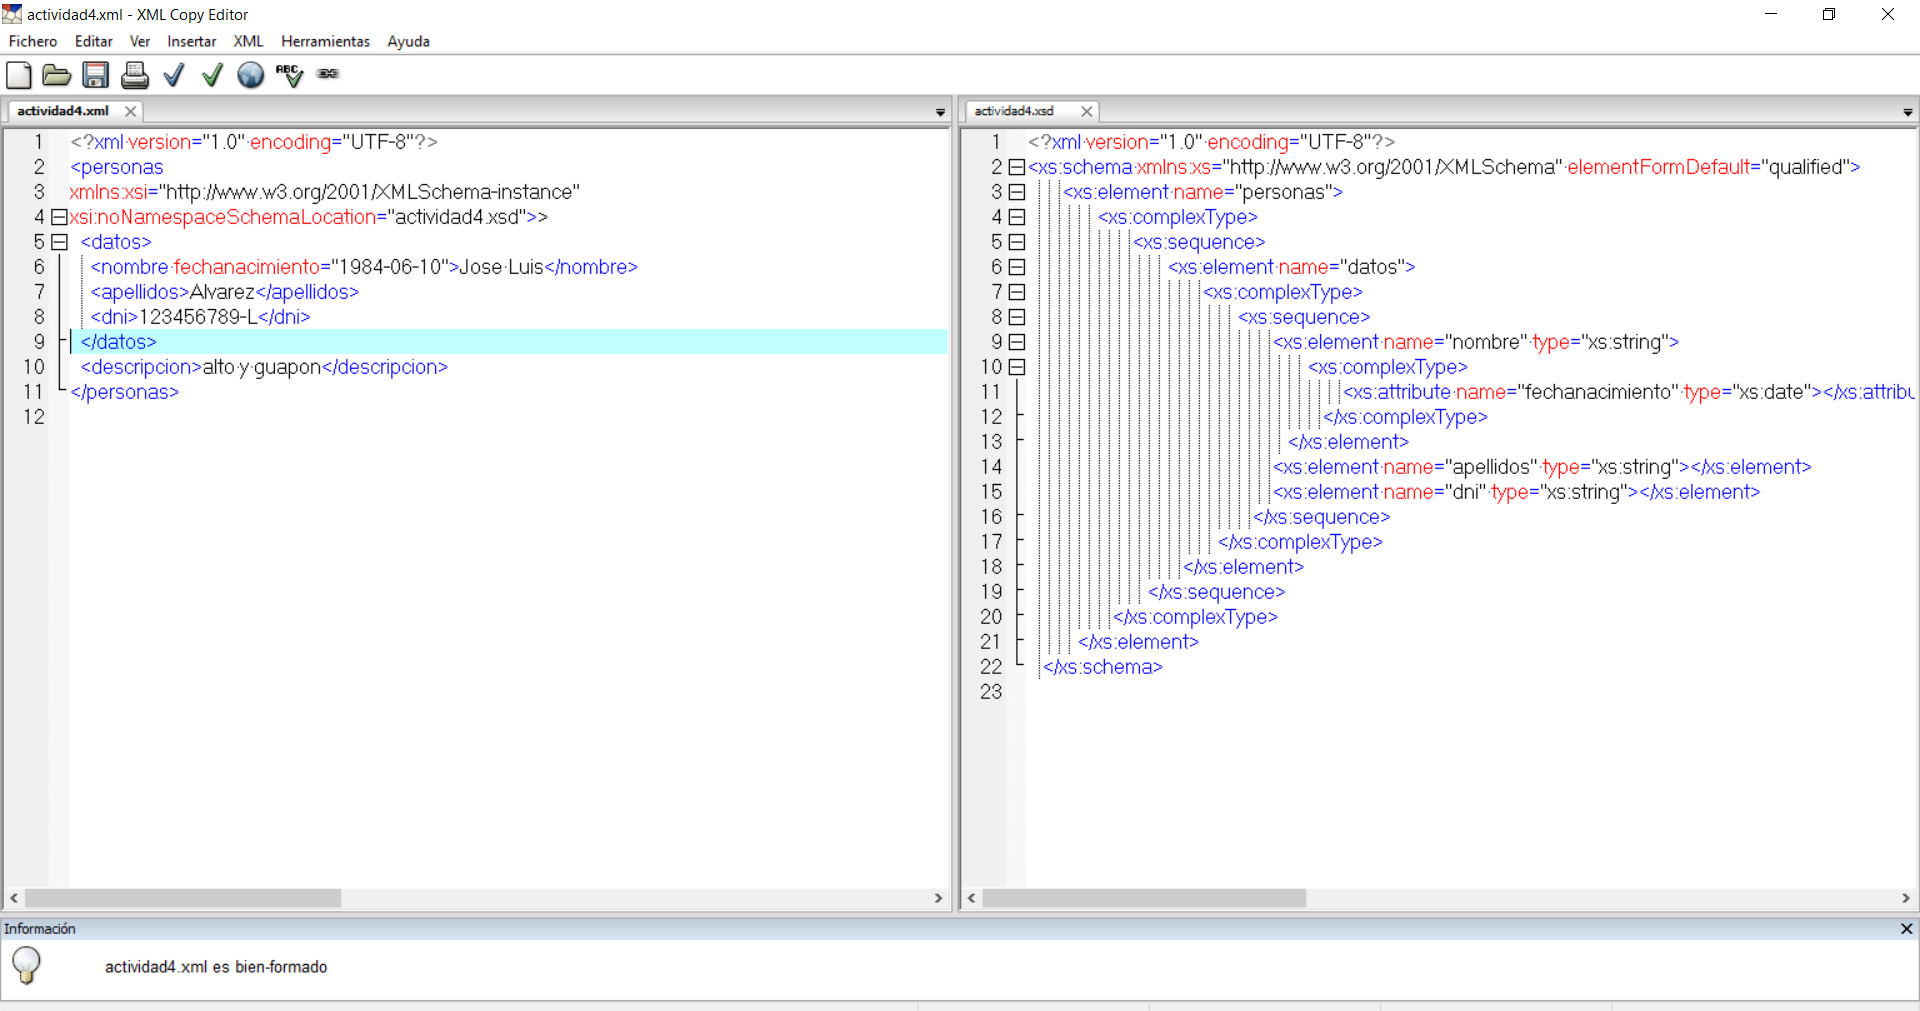 actividad4.xml - XML Copy Editor
Fichero Editar Ver Insertar XML Herramientas Ayuda
ABC
actividad4.xml
1 <?xml version="1.0" encoding="UTF-8"?>
2 <personas
3 xmlns:xsi="http://www.w3.org/2001/XMLSchema-instance"
4 xsi:noNamespaceSchemaLocation="actividad4.xsd">>
5 <datos>
6 <nombre fechanacimiento="1984-06-10">Jose Luis</nombre>
7 <apellidos>Alvarez</apellidos>
8 <dni>123456789-L</dni>
9 </datos>
10 <descripcion>alto y guapon</descripcion>
11 </personas>
12
actividad4.xsd
1 <?xml version="1.0" encoding="UTF-8"?>
2 <xs:schema xmlns:xs="http://www.w3.org/2001/XMLSchema" elementFormDefault="qualified">
3 <xs:element name="personas">
4 <xs:complexType>
5 <xs:sequence>
6 <xs:element name="datos">
7 <xs:complexType>
8 <xs:sequence>
9 <xs:element name="nombre" type="xs:string">
10 <xs:complexType>
11 <xs:attribute name="fechanacimiento" type="xs:date"></xs:attribu
12 </xs:complexType>
13 </xs:element>
14 <xs:element name="apellidos" type="xs:string"></xs:element>
15 <xs:element name="dni" type="xs:string"></xs:element>
16 </xs:sequence>
17 </xs:complexType>
18 </xs:element>
19 </xs:sequence>
20 </xs:complexType>
21 </xs:element>
22 </xs:schema>
23
Información
actividad4.xml es bien-formado